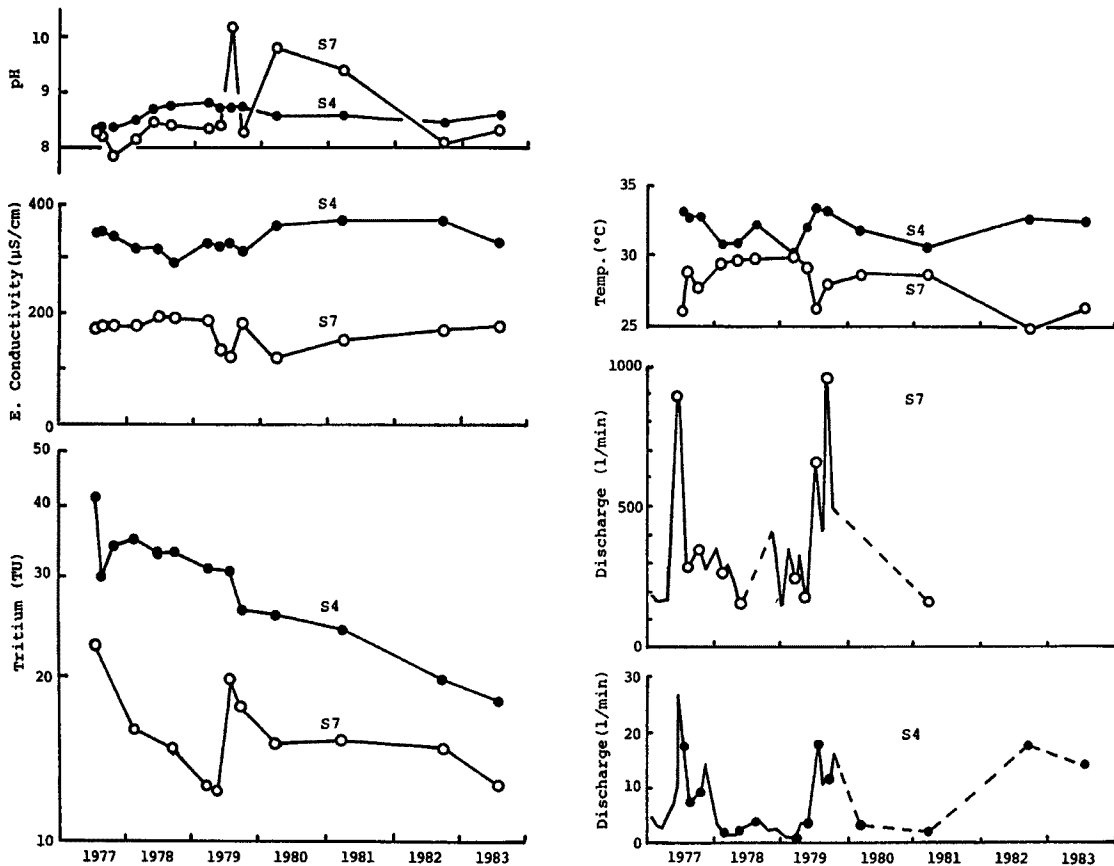 pH
10
9
8
S7
S4
E. Conductivity(µS/cm)
400
200
0
S4
S7
Tritium (TU)
50
40
30
20
10
S4
S7
1977 1978 1979 1980 1981 1982 1983
Temp.(°C)
35
30
25
S4
S7
Discharge (l/min)
1000
500
0
S7
Discharge(l/min)
30
20
10
0
S4
1977 1978 1979 1980 1981 1982 1983